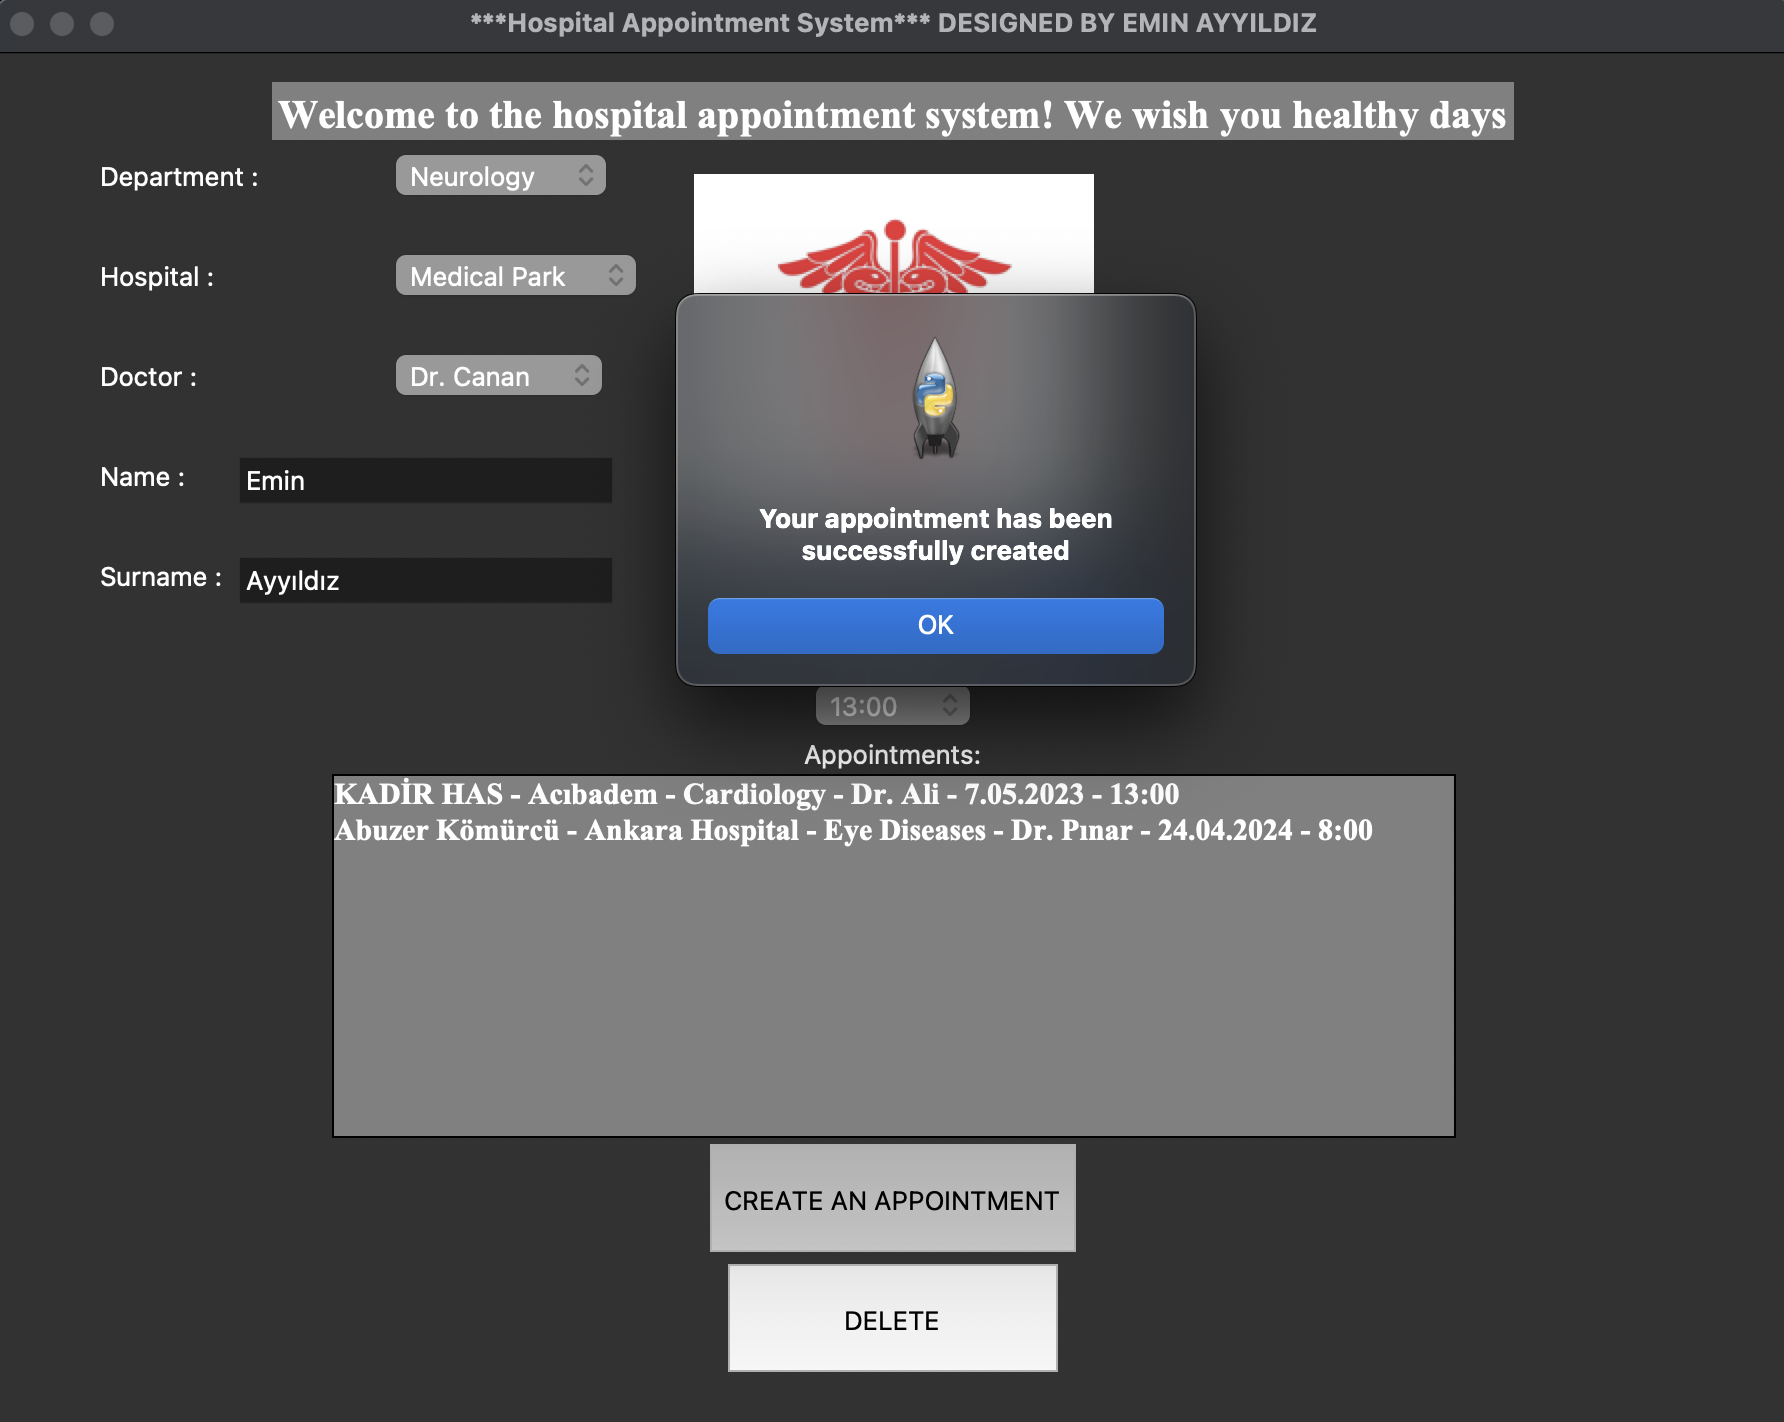 ***Hospital Appointment System*** DESIGNED BY EMIN AYYILDIZ
Welcome to the hospital appointment system! We wish you healthy days
Department :
Neurology
Hospital :
Medical Park
Doctor :
Dr. Canan
Name :
Emin
Surname :
Ayyıldız
Your appointment has been
successfully created
OK
13:00
Appointments:
KADİR HAS - Acıbadem - Cardiology - Dr. Ali - 7.05.2023 - 13:00
Abuzer Kömürcü - Ankara Hospital - Eye Diseases - Dr. Pınar - 24.04.2024 - 8:00
CREATE AN APPOINTMENT
DELETE